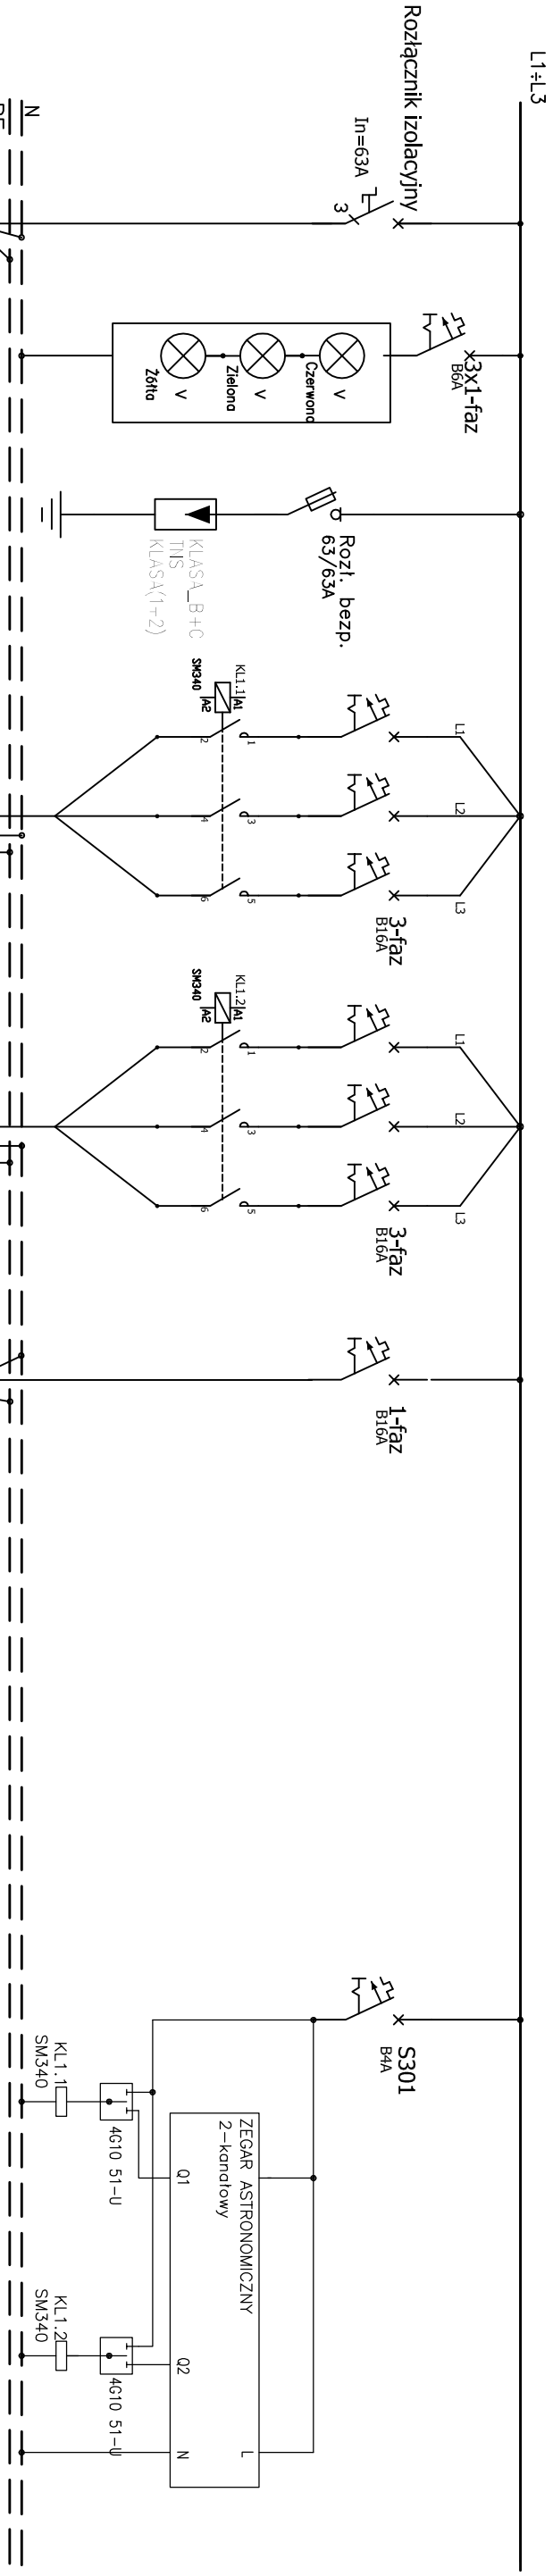 L1÷L3
Rozłącznik izolacyjny
In=63A
3
N
3x1-faz
B6A
Czerwona
Zielona
Żółta
V
V
V
Rozł. bezp.
63/63A
KLASA_B+C
TNS
KLASA(1+2)
L1
L2
L3
3-faz
B16A
KL1.1
SM340
A1
A2
1
2
3
4
5
6
L1
L2
L3
3-faz
B16A
KL1.2
SM340
A1
A2
1
2
3
4
5
6
1-faz
B16A
S301
B4A
ZEGAR ASTRONOMICZNY
2-kanałowy
Q1
Q2
N
L
4G10 51-U
KL1.1
SM340
4G10 51-U
KL1.2
SM340